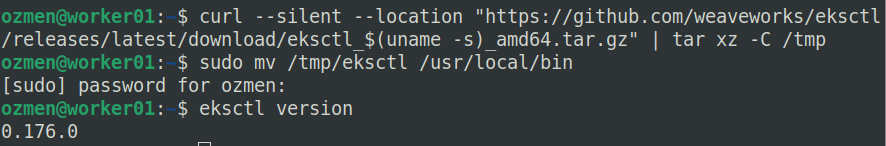 ozmen@worker01:~$ curl --silent --location "https://github.com/weaveworks/eksctl
/releases/latest/download/eksctl_$(uname -s)_amd64.tar.gz" | tar xz -C /tmp
ozmen@worker01:~$ sudo mv /tmp/eksctl /usr/local/bin
[sudo] password for ozmen:
ozmen@worker01:~$ eksctl version
0.176.0